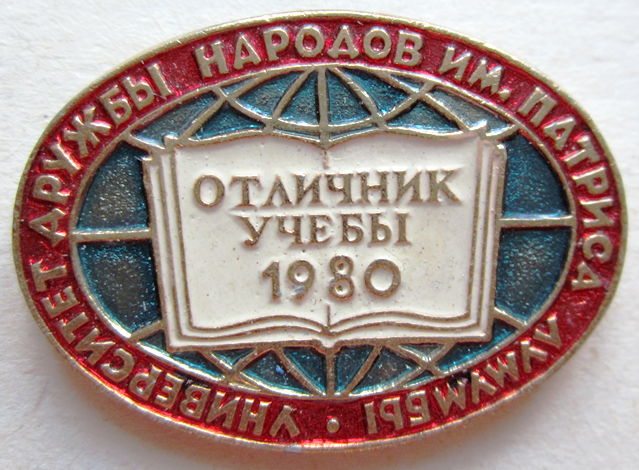 УНИВЕРСИТЕТ ДРУЖБЫ НАРОДОВ ИМ. ПАТРИСА ЛУМУМБЫ •
ОТЛИЧНИК
УЧЕБЫ
1980